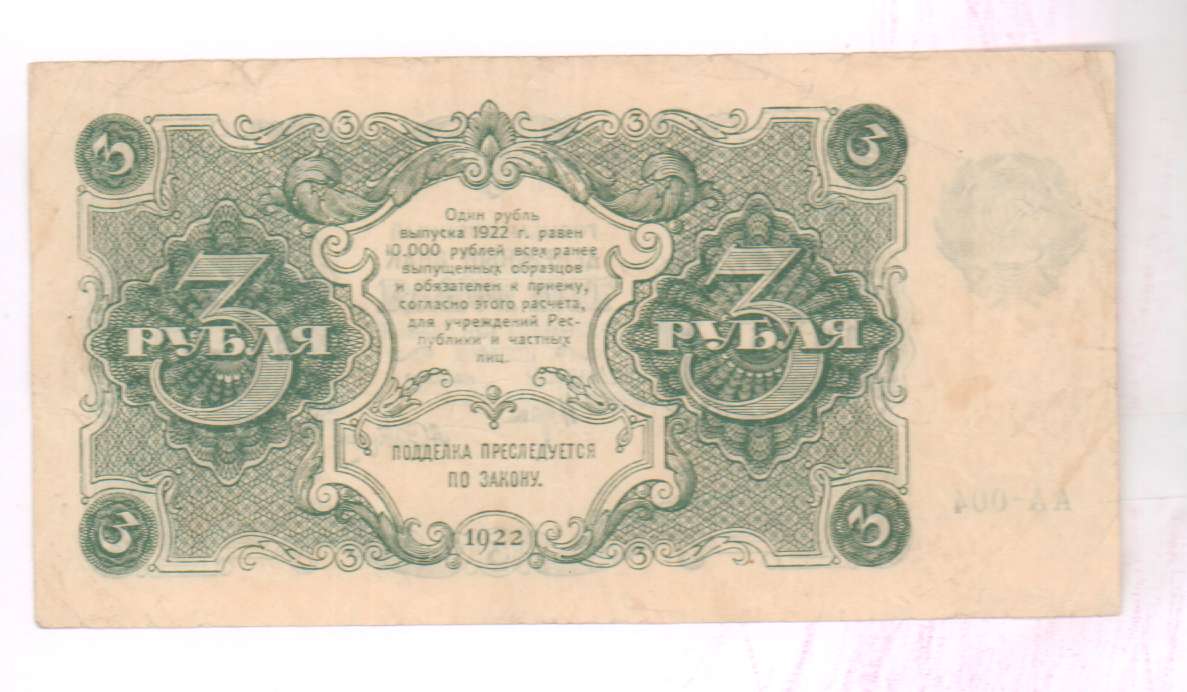 3 3 3 3
Один рубль
выпуска 1922 г. равен
10.000 рублей всех ранее
выпущенных образцов
и обязателен к приему,
согласно этого расчета,
для учреждений Рес-
публики и частных
лиц.
3 3
РУБЛЯ РУБЛЯ
ПОДДЕЛКА ПРЕСЛЕДУЕТСЯ
ПО ЗАКОНУ.
3 3 1922 3 3
АА-004